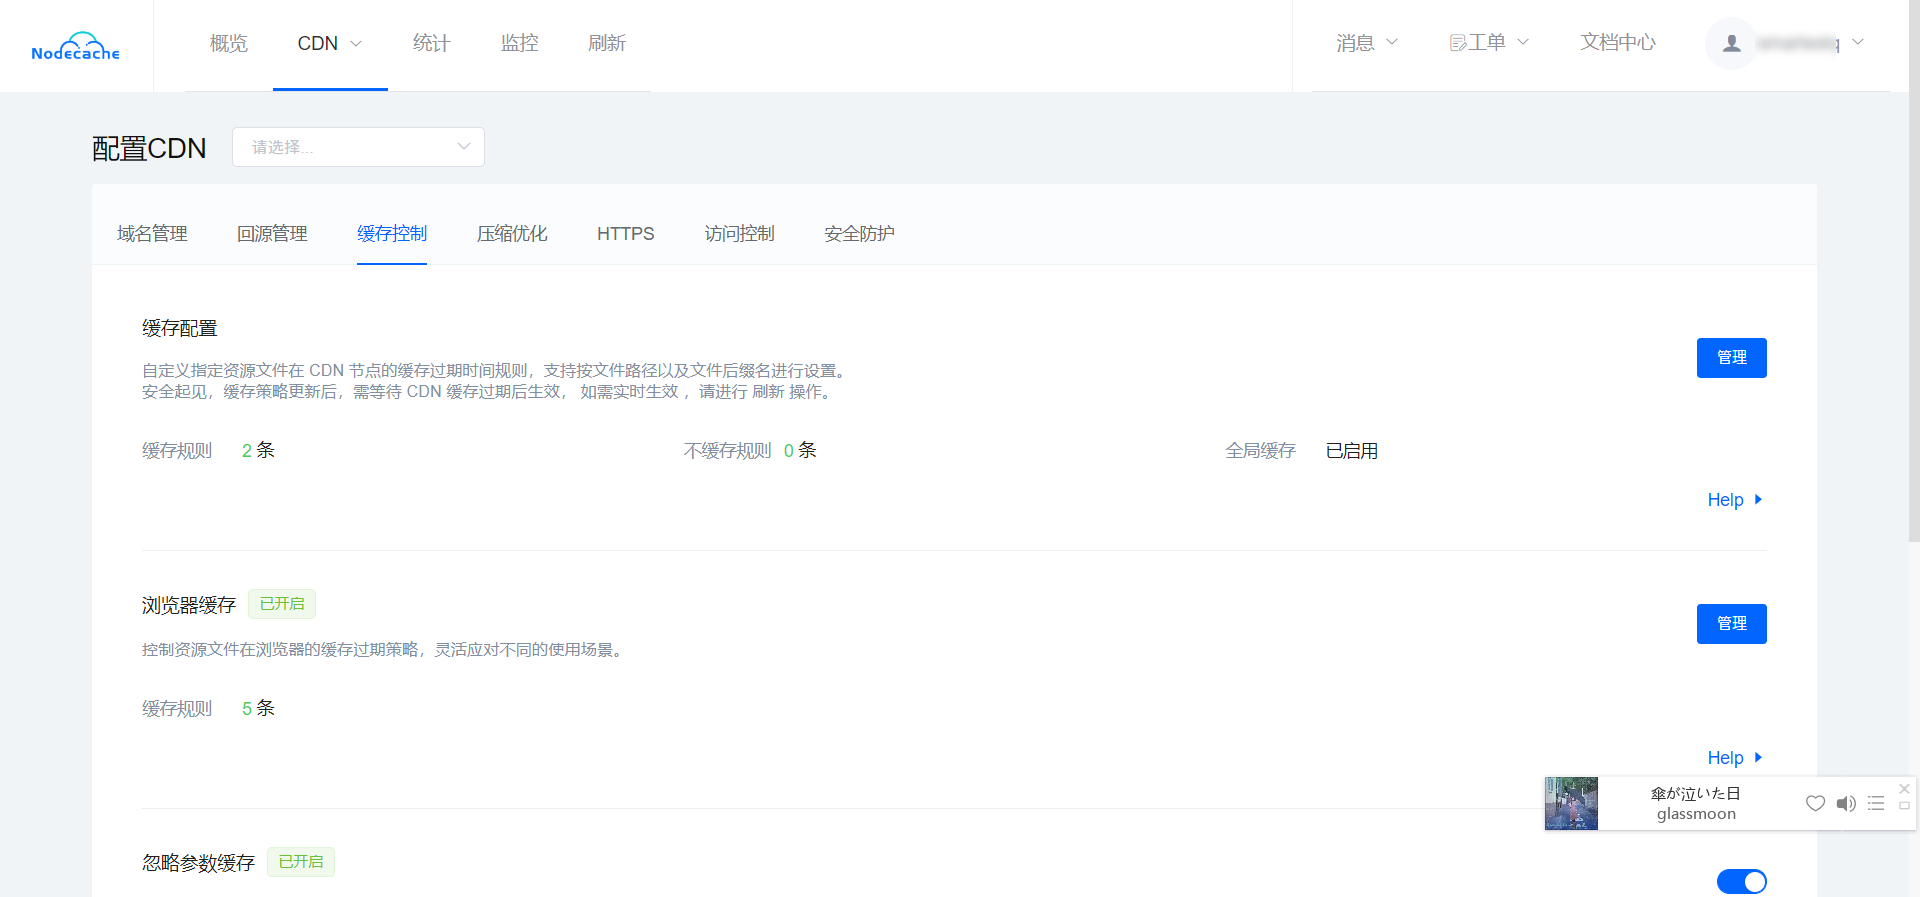 Nodecache
概览
CDN
统计
监控
刷新
消息
工单
文档中心
配置CDN
请选择...
域名管理
回源管理
缓存控制
压缩优化
HTTPS
访问控制
安全防护
缓存配置
自定义指定资源文件在 CDN 节点的缓存过期时间规则，支持按文件路径以及文件后缀名进行设置。
安全起见，缓存策略更新后，需等待 CDN 缓存过期后生效， 如需实时生效 ，请进行 刷新 操作。
管理
缓存规则 2 条
不缓存规则 0 条
全局缓存 已启用
Help
浏览器缓存 已开启
控制资源文件在浏览器的缓存过期策略，灵活应对不同的使用场景。
管理
缓存规则 5 条
Help
傘が泣いた日
glassmoon
忽略参数缓存 已开启